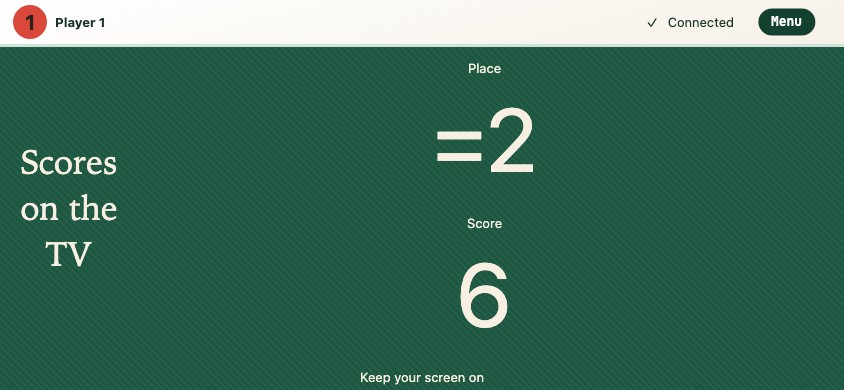 1
Player 1
✓ Connected
Menu
Scores
on the
TV
Place
=2
Score
6
Keep your screen on